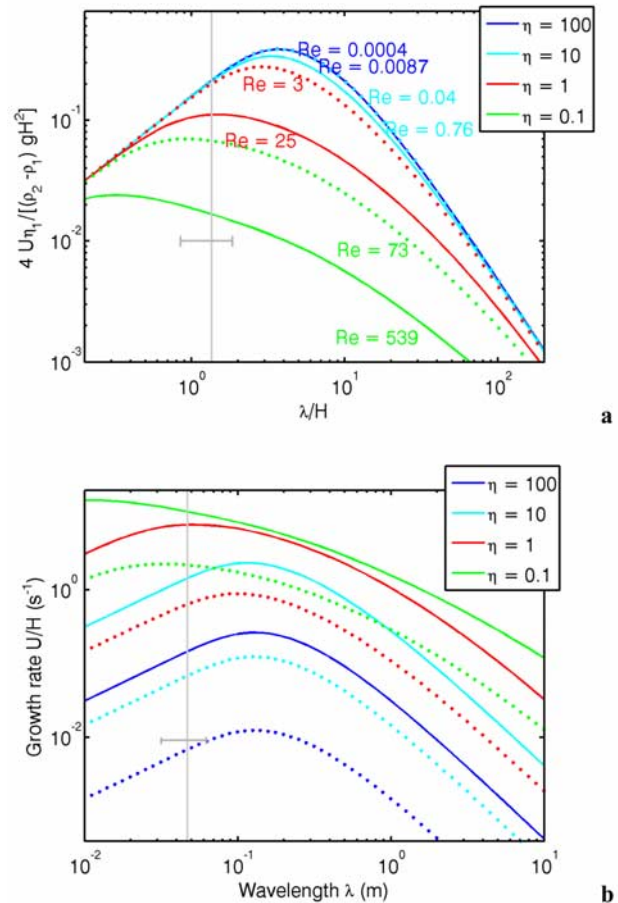 η = 100
η = 10
η = 1
η = 0.1
Re = 0.0004
Re = 0.0087
Re = 3
Re = 0.04
Re = 0.76
Re = 25
Re = 73
Re = 539
10⁻¹
10⁻²
10⁻³
4 Uη₁/[(ρ₂ -ρ₁) gH²]
10⁰
10¹
10²
λ/H
a
η = 100
η = 10
η = 1
η = 0.1
10⁰
10⁻²
Growth rate U/H (s⁻¹)
10⁻²
10⁻¹
10⁰
10¹
Wavelength λ (m)
b